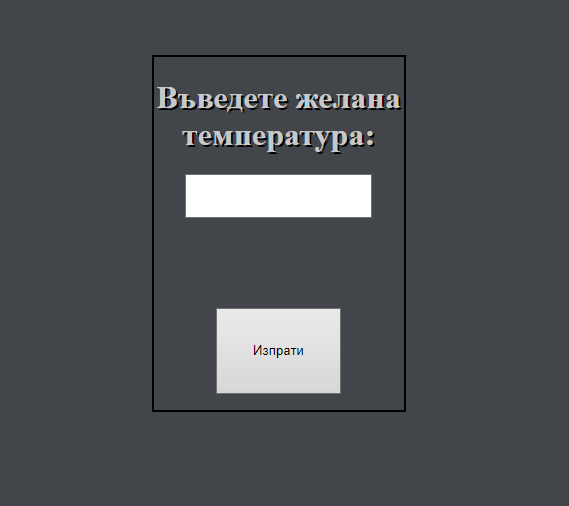 Въведете желана
температура:
Изпрати